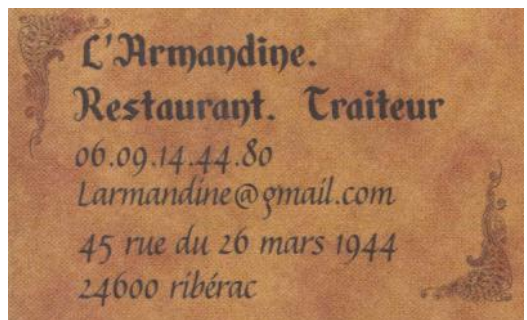 L'Armandine.
Restaurant. Traiteur
06.09.14.44.80
Larmandine@gmail.com
45 rue du 26 mars 1944
24600 ribérac